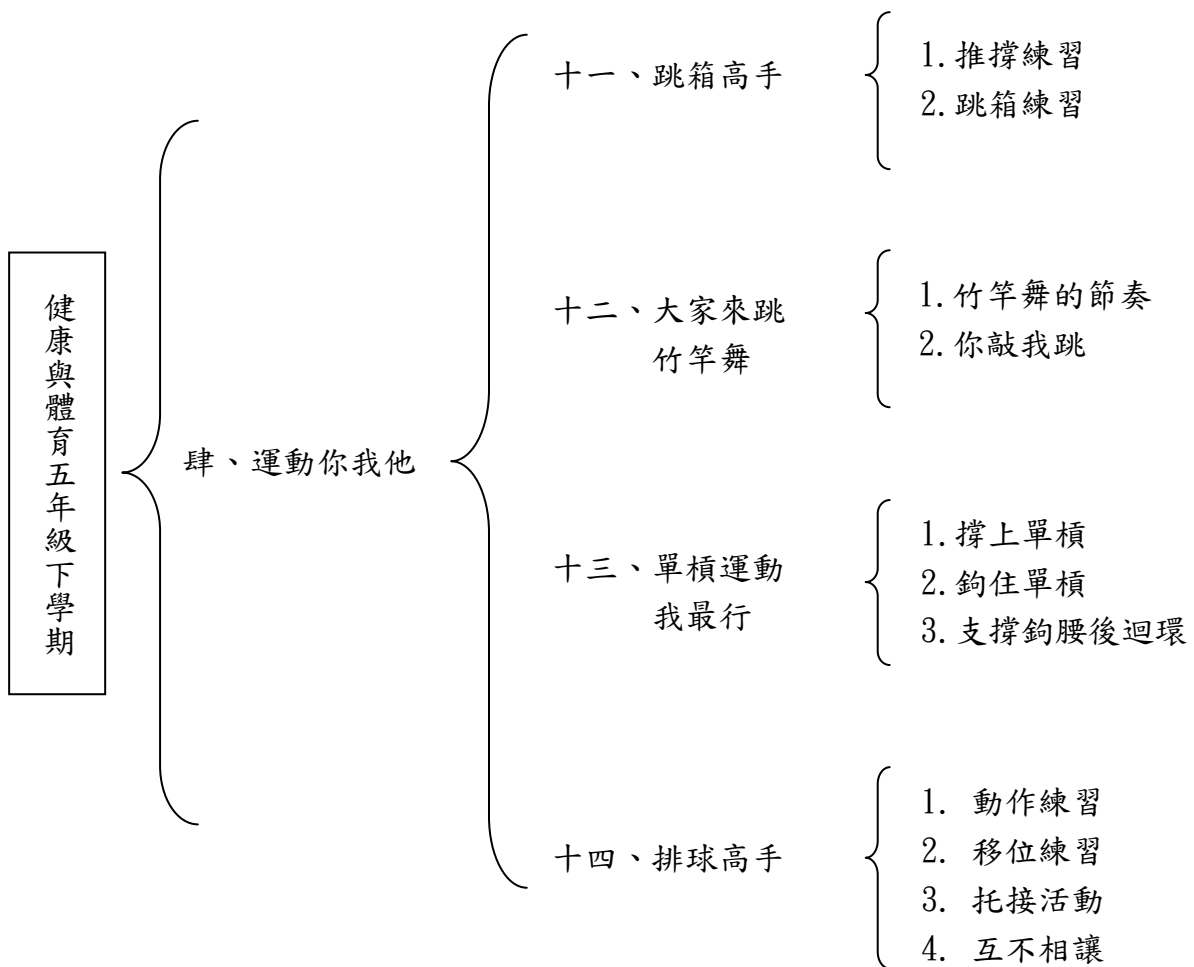 健康與體育五年級下學期
肆、運動你我他
十一、跳箱高手
1.推撐練習
2.跳箱練習
十二、大家來跳
竹竿舞
1.竹竿舞的節奏
2.你敲我跳
十三、單槓運動
我最行
1.撐上單槓
2.鉤住單槓
3.支撐鉤腰後迴環
十四、排球高手
1. 動作練習
2. 移位練習
3. 托接活動
4. 互不相讓